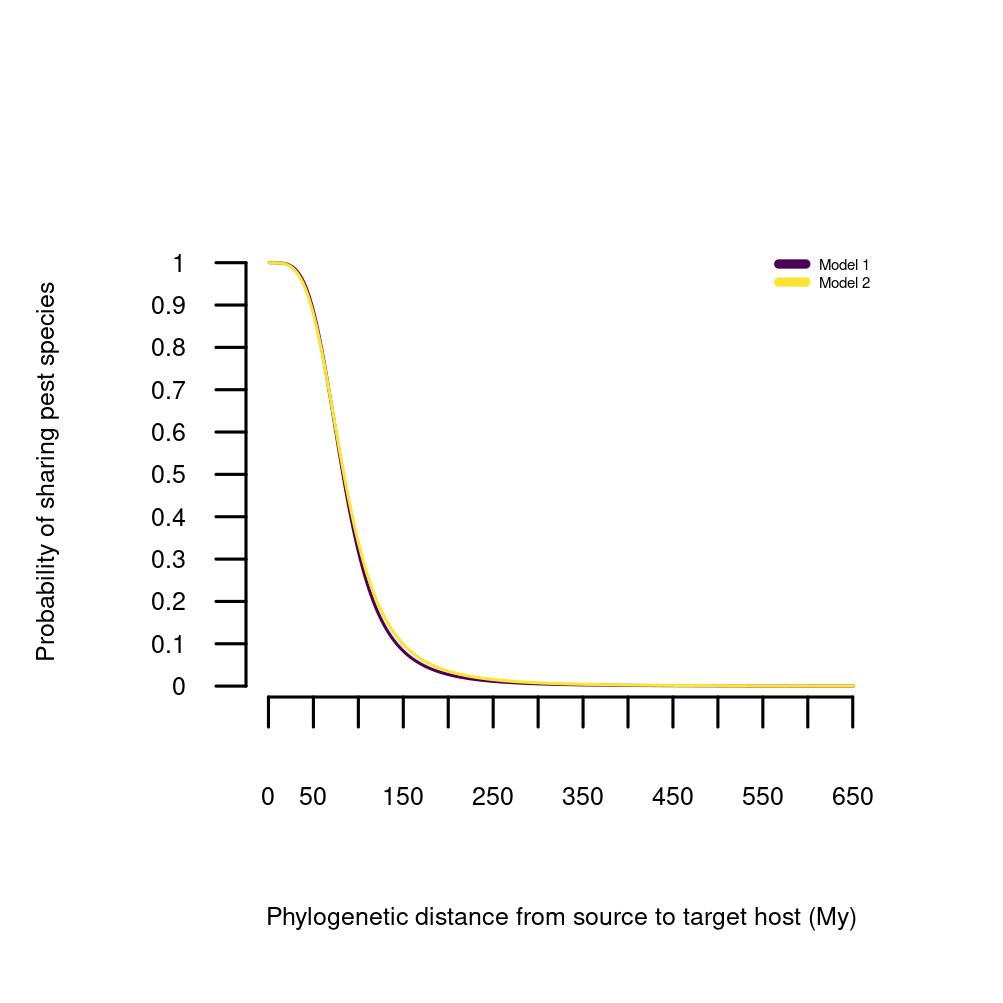 Model 1
Model 2
Probability of sharing pest species
1
0.9
0.8
0.7
0.6
0.5
0.4
0.3
0.2
0.1
0
0 50 150 250 350 450 550 650
Phylogenetic distance from source to target host (My)